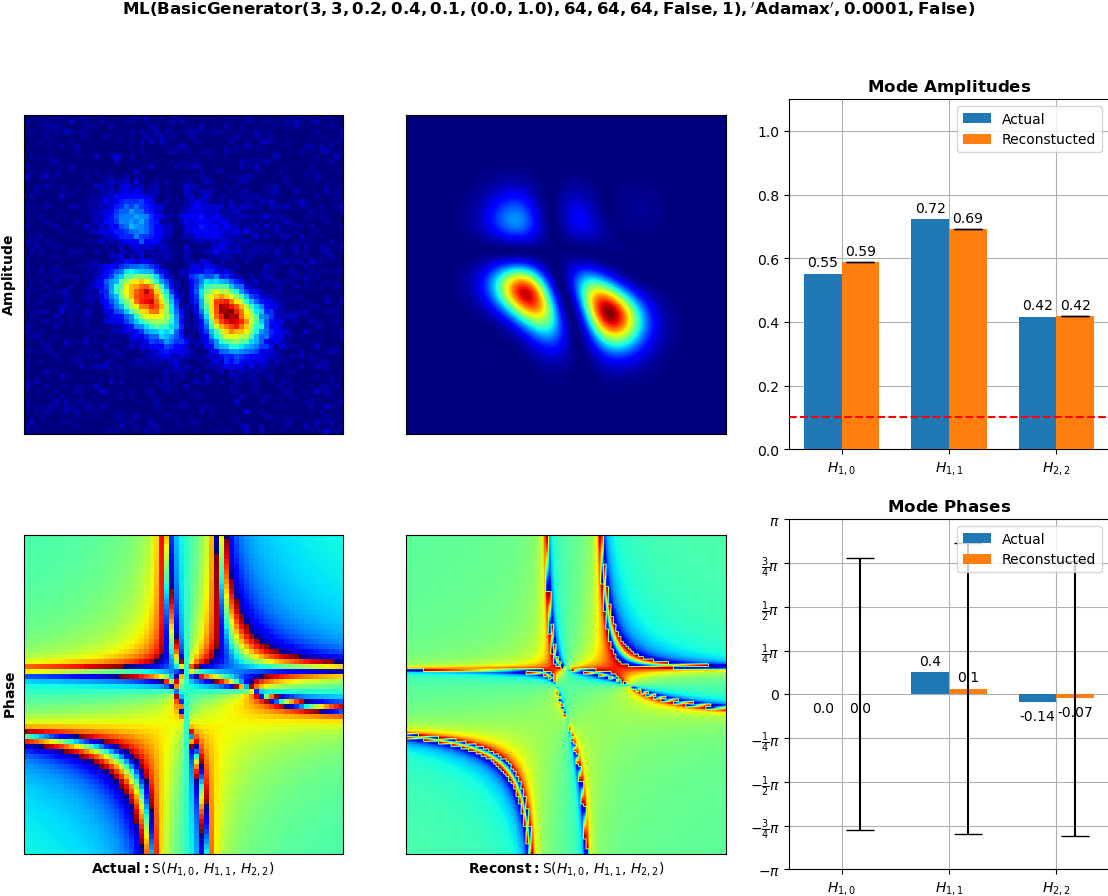 ML(BasicGenerator(3, 3, 0.2, 0.4, 0.1, (0.0, 1.0), 64, 64, 64, False, 1), ′Adamax′, 0.0001, False)
Amplitude
Mode Amplitudes
Actual
Reconstucted
1.0
0.8
0.6
0.4
0.2
0.0
0.55
0.59
0.72
0.69
0.42
0.42
H1,0
H1,1
H2,2
Phase
Actual: S(H1,0, H1,1, H2,2)
Reconst: S(H1,0, H1,1, H2,2)
Mode Phases
Actual
Reconstucted
π
3/4π
1/2π
1/4π
0
−1/4π
−1/2π
−3/4π
−π
0.0
0.0
0.4
0.1
-0.14
-0.07
H1,0
H1,1
H2,2